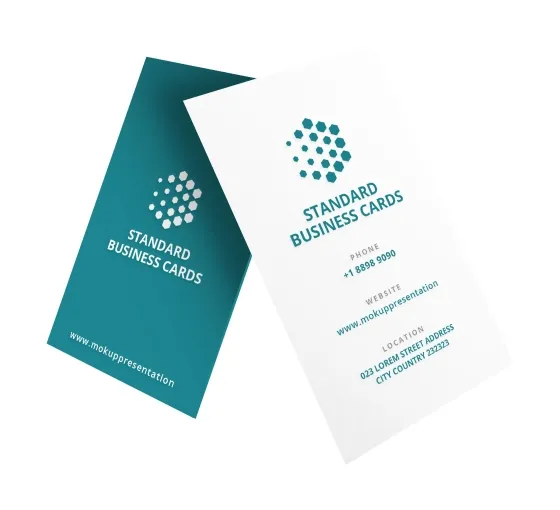 STANDARD
BUSINESS CARDS
www.mokuppresentation
STANDARD
BUSINESS CARDS
PHONE
+1 8898 9090
WEBSITE
www.mokuppresentation
LOCATION
023 LOREM STREET ADDRESS
CITY COUNTRY 232323